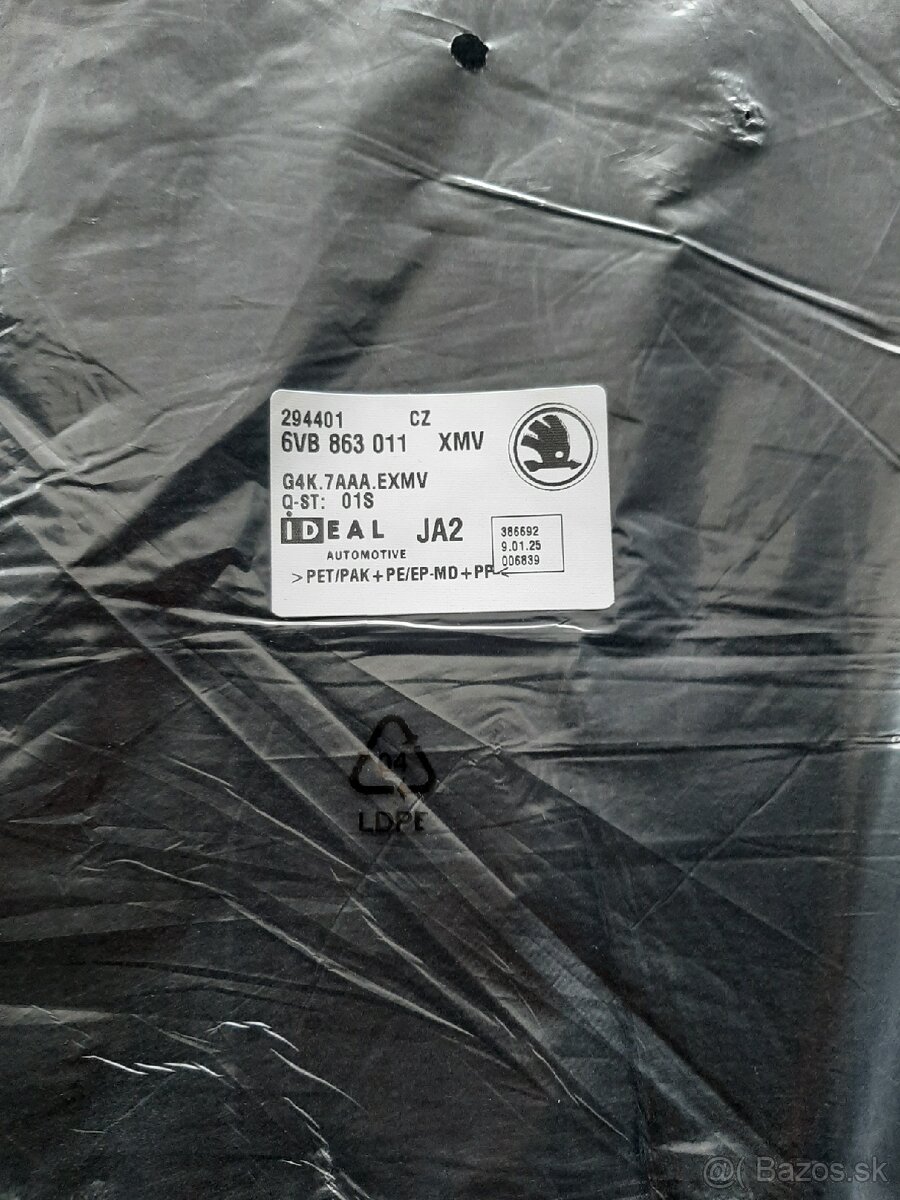 294401 CZ
6VB 863 011 XMV
G4K.7AAA.EXMV
Q-ST: 01S
IDEAL JA2
AUTOMOTIVE
386692
9.01.25
006839
>PET/PAK+PE/EP-MD+PP<
04
LDPE
@( Bazos.sk